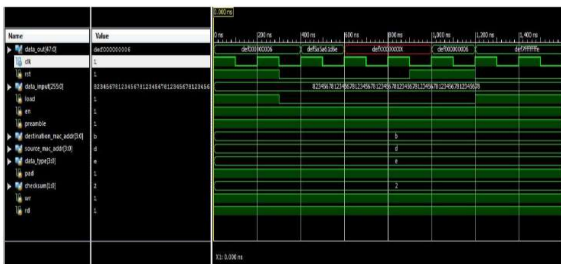 0.000 ns
Name Value 0 ns 200 ns 400 ns 600 ns 800 ns 1,000 ns 1,200 ns 1,400 ns
data_out[47:0] def000000006 def000000006 def5a5a61d6e def00000000X def000000006
clk 1
rst 1
data_input[255:0]
load 1
en 1
preamble 1
destination_mac_addr[3:0] b b
source_mac_addr[3:0] d d
data_type[3:0] e e
pad 1
checksum[3:0] 2 2
wr 1
rd 1
X1: 0.000 ns